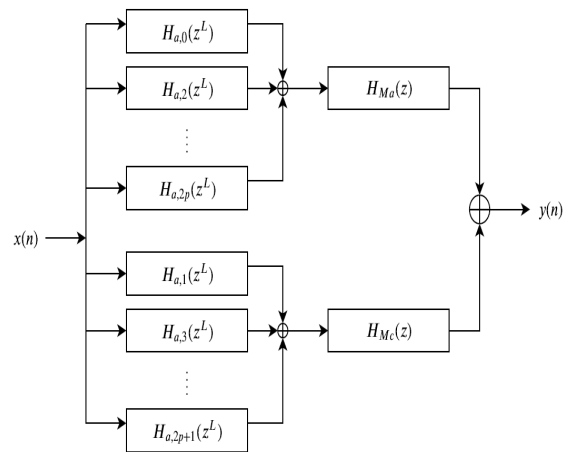 H_{a,0}(z^L)
H_{a,2}(z^L)
H_{Ma}(z)
⋮
H_{a,2p}(z^L)
y(n)
x(n)
H_{a,1}(z^L)
H_{a,3}(z^L)
H_{Mc}(z)
⋮
H_{a,2p+1}(z^L)